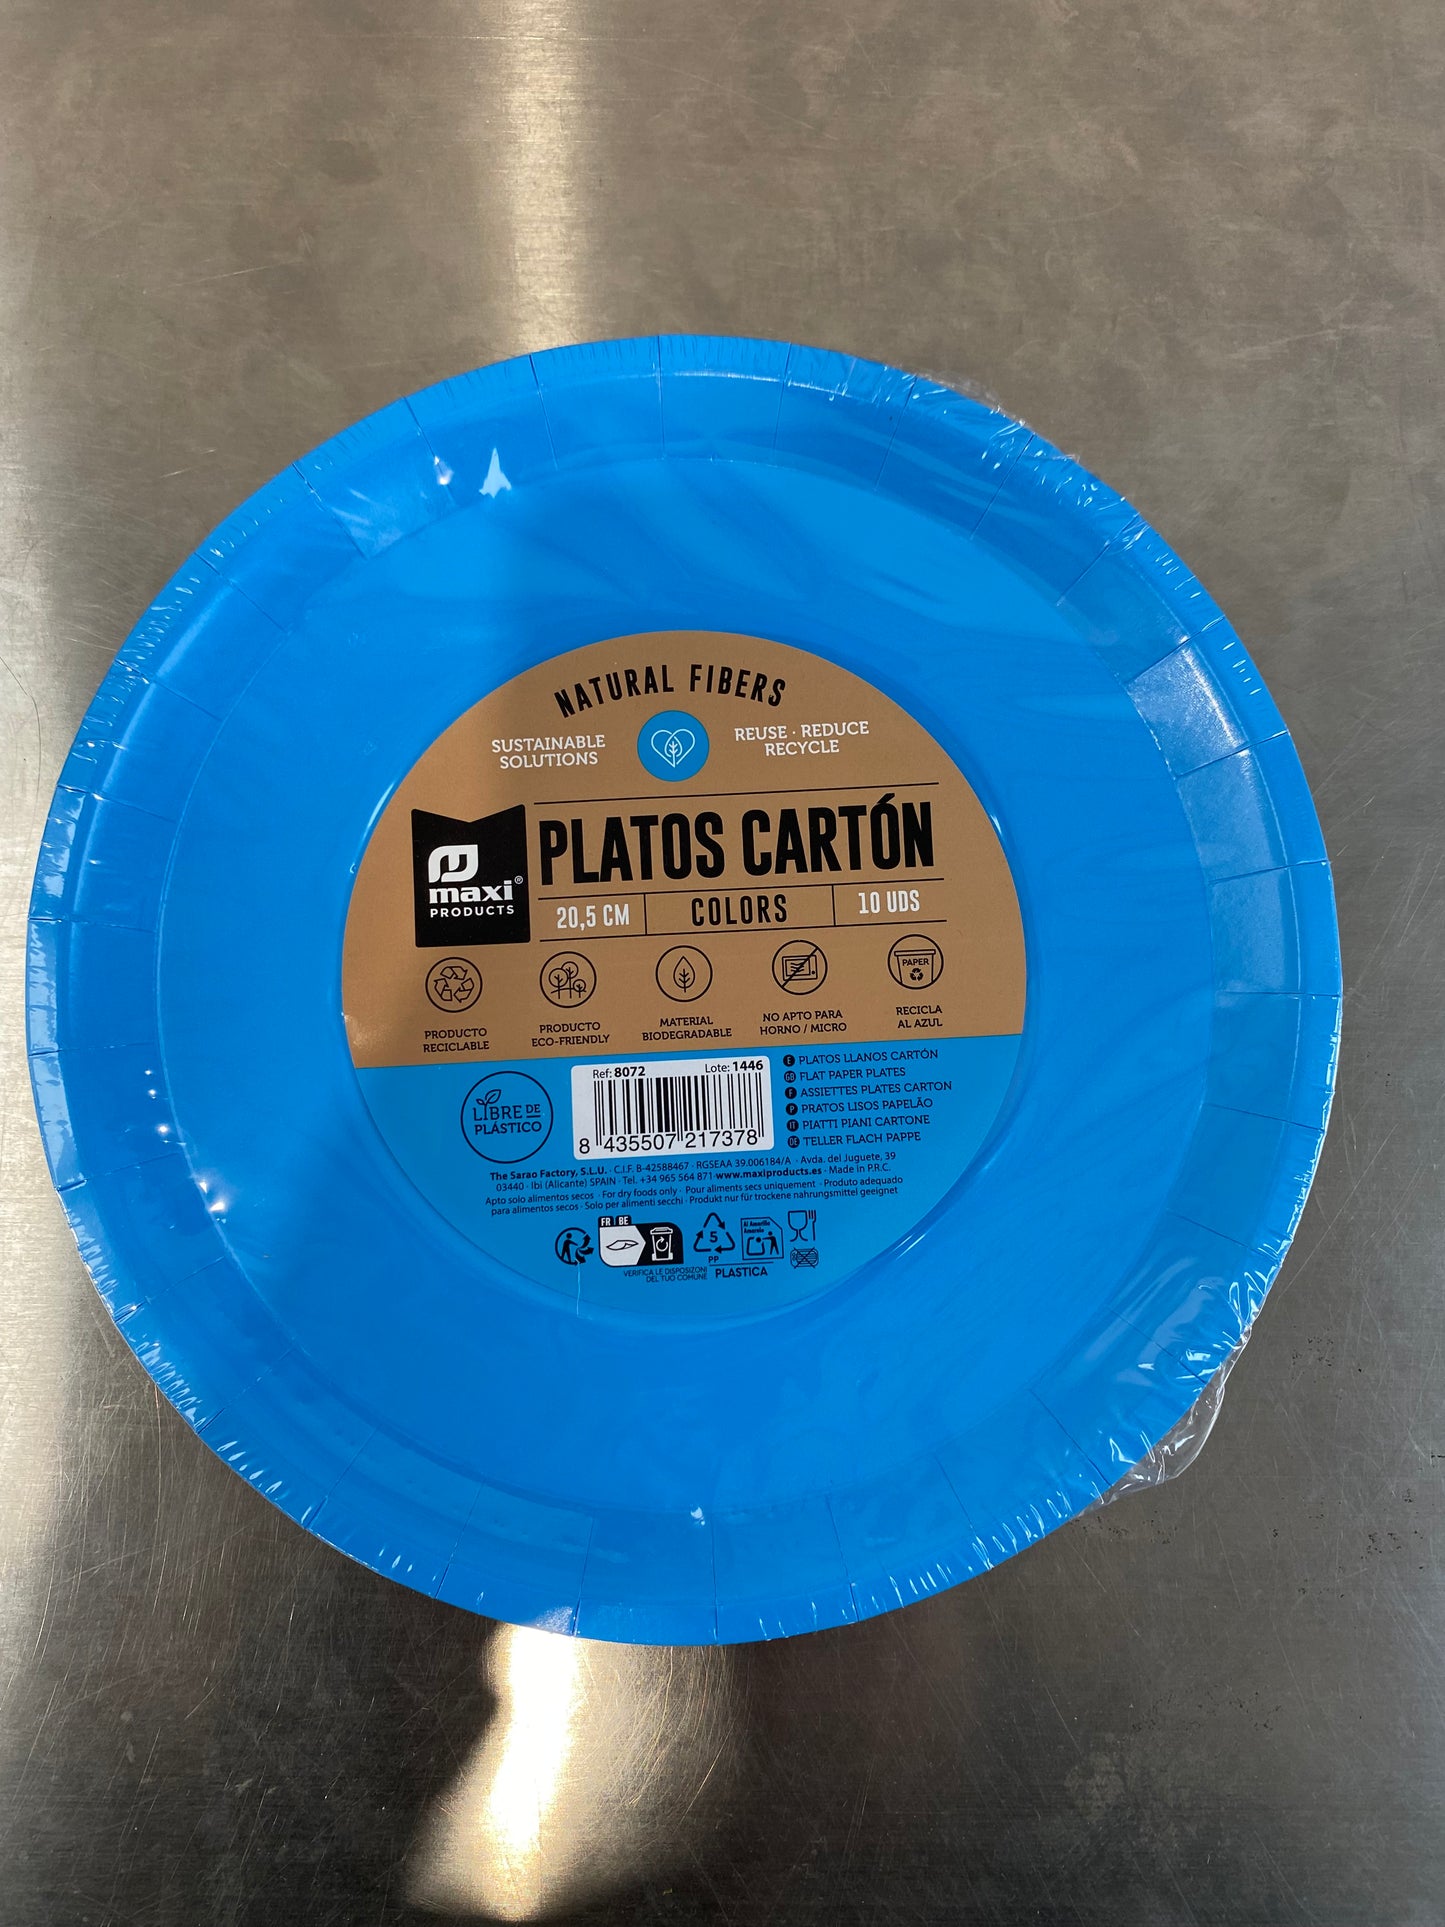 NATURAL FIBERS
SUSTAINABLE
SOLUTIONS
REUSE · REDUCE
RECYCLE
maxi®
PRODUCTS
PLATOS CARTÓN
20,5 CM
COLORS
10 UDS
PRODUCTO
RECICLABLE
PRODUCTO
ECO-FRIENDLY
MATERIAL
BIODEGRADABLE
NO APTO PARA
HORNO / MICRO
PAPER
RECICLA
AL AZUL
LIBRE DE
PLÁSTICO
Ref: 8072
Lote: 1446
8 435507 217378
E PLATOS LLANOS CARTÓN
GB FLAT PAPER PLATES
F ASSIETTES PLATES CARTON
P PRATOS LISOS PAPELÃO
IT PIATTI PIANI CARTONE
DE TELLER FLACH PAPPE
The Sarao Factory, S.L.U. · C.I.F. B-42588467 · RGSEAA 39.006184/A · Avda. del Juguete, 39
03440 · Ibi (Alicante) SPAIN · Tel. +34 965 564 871 · www.maxiproducts.es · Made in P.R.C.
Apto solo alimentos secos · For dry foods only · Pour aliments secs uniquement · Produto adequado
para alimentos secos · Solo per alimenti secchi · Produkt nur für trockene nahrungsmittel geeignet
FR BE
VERIFICA LE DISPOSIZIONI
DEL TUO COMUNE
5
PP
PLASTICA
Al Amarillo
Amarelo